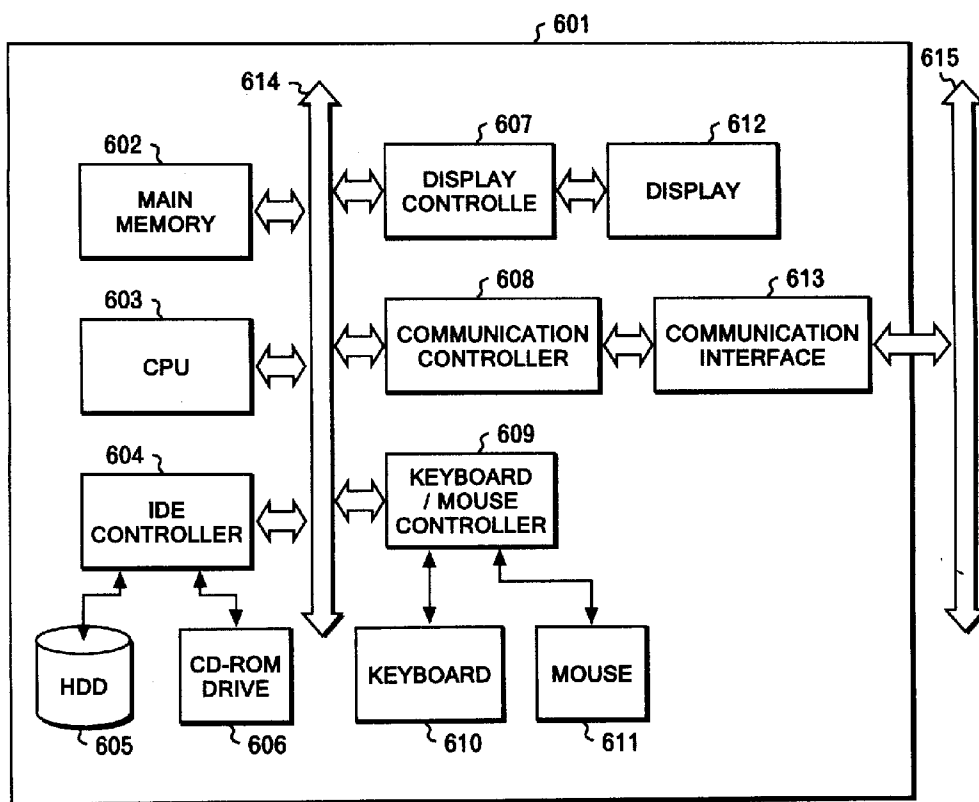 601
615
614
607
612
602
DISPLAY
CONTROLLE
DISPLAY
MAIN
MEMORY
608
613
603
COMMUNICATION
CONTROLLER
COMMUNICATION
INTERFACE
CPU
609
604
KEYBOARD
/ MOUSE
CONTROLLER
IDE
CONTROLLER
HDD
CD-ROM
DRIVE
KEYBOARD
MOUSE
605
606
610
611